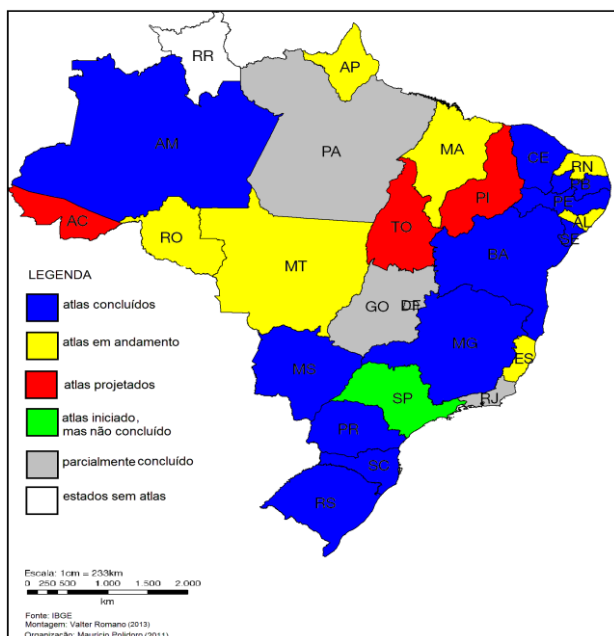 RR
AP
AM
PA
MA
CE
RN
PB
PE
PI
AC
TO
AL
SE
RO
BA
MT
GO
DF
MG
ES
MS
SP
RJ
PR
SC
RS
LEGENDA
atlas concluídos
atlas em andamento
atlas projetados
atlas iniciado,
mas não concluído
parcialmente concluído
estados sem atlas
Escala: 1cm = 233km
0 250 500 1.000 1.500 2.000
km
Fonte: IBGE
Montagem: Valter Romano (2013)
Organização: Mauricio Polidoro (2011)